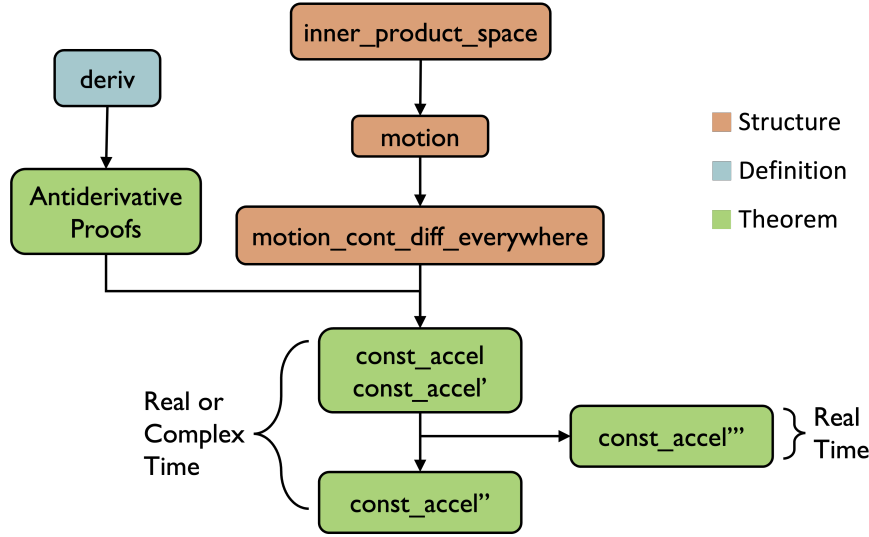 inner_product_space
deriv
motion
Structure
Definition
Theorem
Antiderivative
Proofs
motion_cont_diff_everywhere
const_accel
const_accel’
Real or
Complex
Time
const_accel’’’
Real
Time
const_accel’’